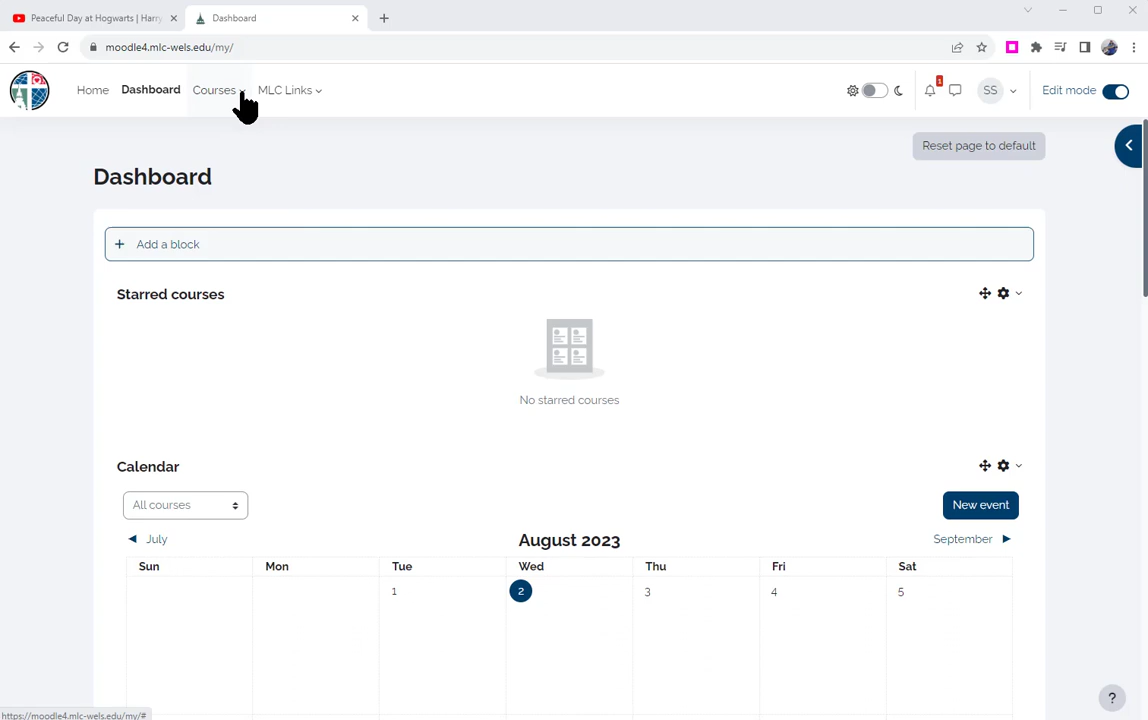 Peaceful Day at Hogwarts | Harry
Dashboard
moodle4.mlc-wels.edu/my/
Home
Dashboard
Courses
MLC Links
1
SS
Edit mode
Reset page to default
Dashboard
+ Add a block
Starred courses
No starred courses
Calendar
All courses
New event
◀ July
August 2023
September ▶
Sun Mon Tue Wed Thu Fri Sat
1 2 3 4 5
?
https://moodle4.mlc-wels.edu/my/#